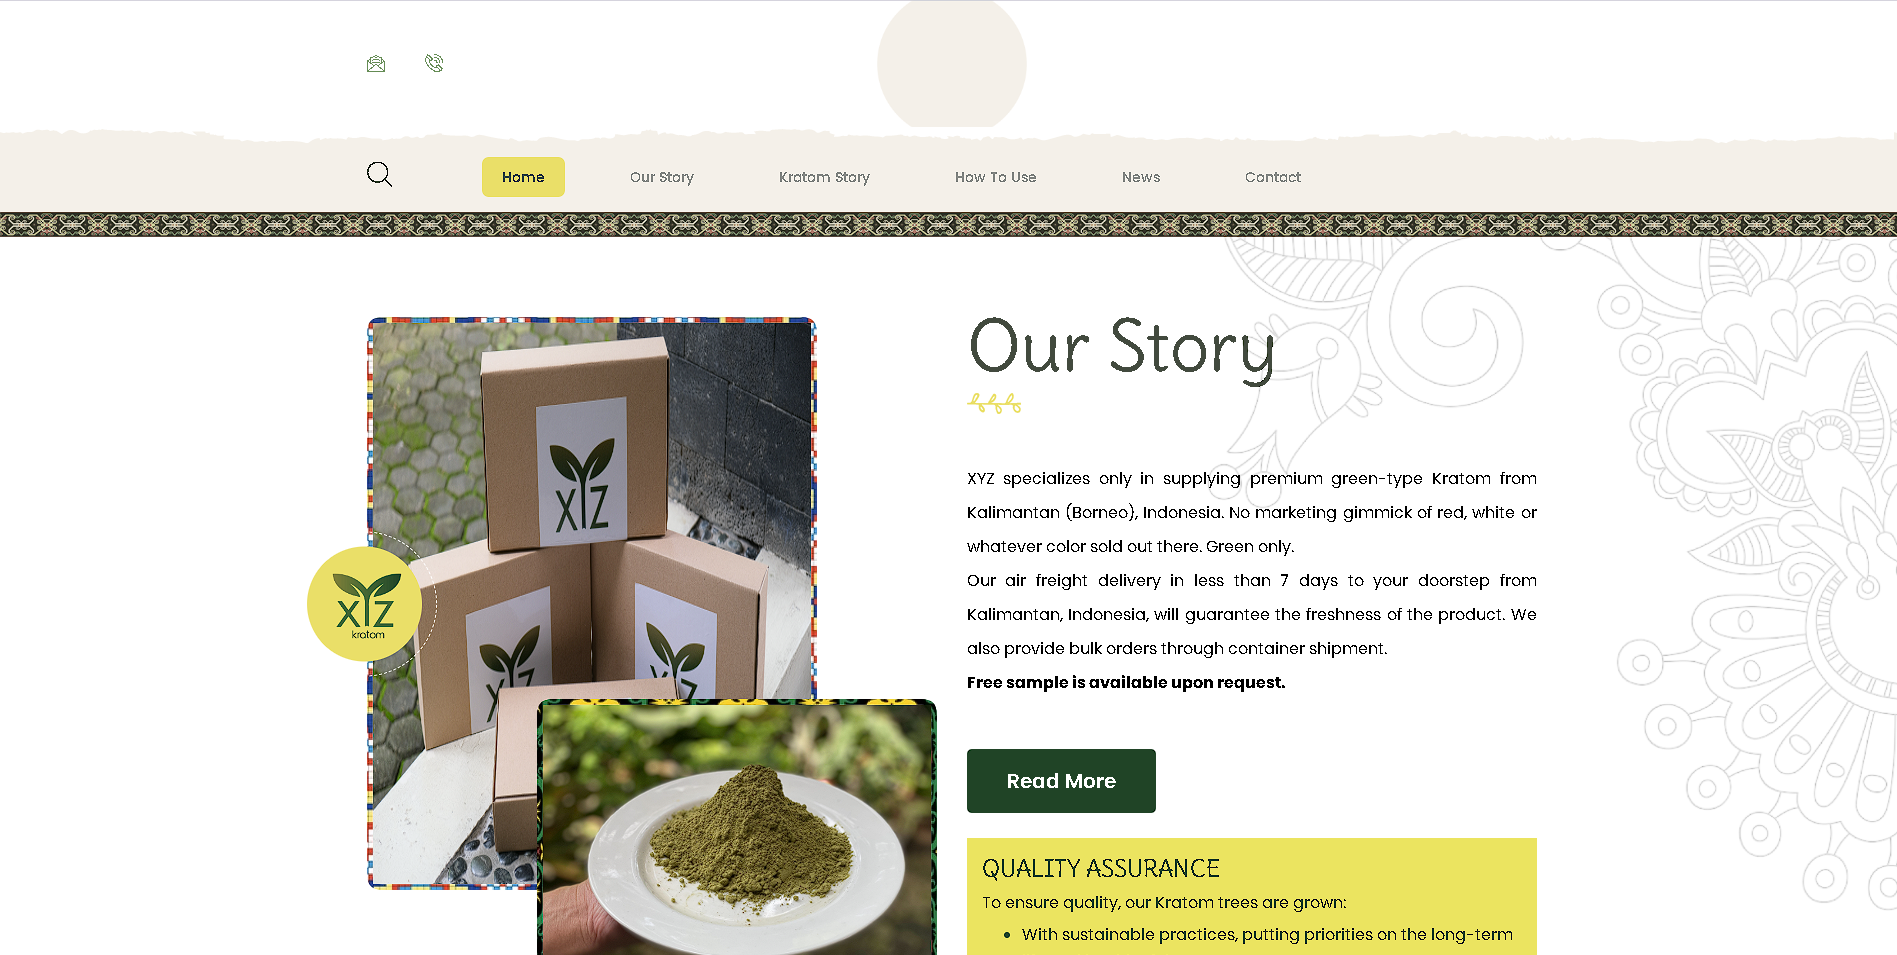 Home
Our Story
Kratom Story
How To Use
News
Contact
Our Story
XYZ specializes only in supplying premium green-type Kratom from
Kalimantan (Borneo), Indonesia. No marketing gimmick of red, white or
whatever color sold out there. Green only.
Our air freight delivery in less than 7 days to your doorstep from
Kalimantan, Indonesia, will guarantee the freshness of the product. We
also provide bulk orders through container shipment.
Free sample is available upon request.
Read More
QUALITY ASSURANCE
To ensure quality, our Kratom trees are grown:
• With sustainable practices, putting priorities on the long-term
XYZ
XYZ
kratom
XYZ
XYZ